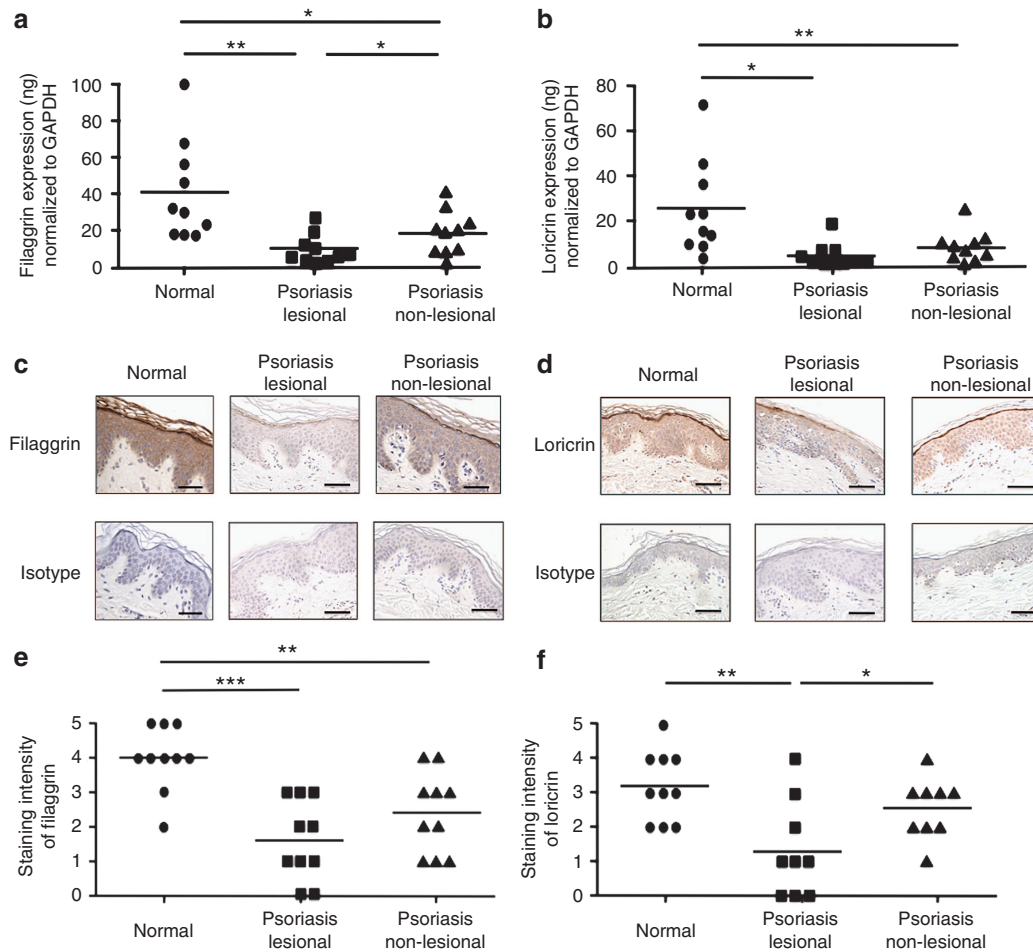 a
*
**
*
Filaggrin expression (ng)
normalized to GAPDH
100
80
60
40
20
0
Normal
Psoriasis
lesional
Psoriasis
non-lesional
b
**
*
Loricrin expression (ng)
normalized to GAPDH
80
60
40
20
0
Normal
Psoriasis
lesional
Psoriasis
non-lesional
c
Normal
Psoriasis
lesional
Psoriasis
non-lesional
Filaggrin
Isotype
d
Normal
Psoriasis
lesional
Psoriasis
non-lesional
Loricrin
Isotype
e
**
***
Staining intensity
of filaggrin
5
4
3
2
1
0
Normal
Psoriasis
lesional
Psoriasis
non-lesional
f
**
*
Staining intensity
of loricrin
5
4
3
2
1
0
Normal
Psoriasis
lesional
Psoriasis
non-lesional